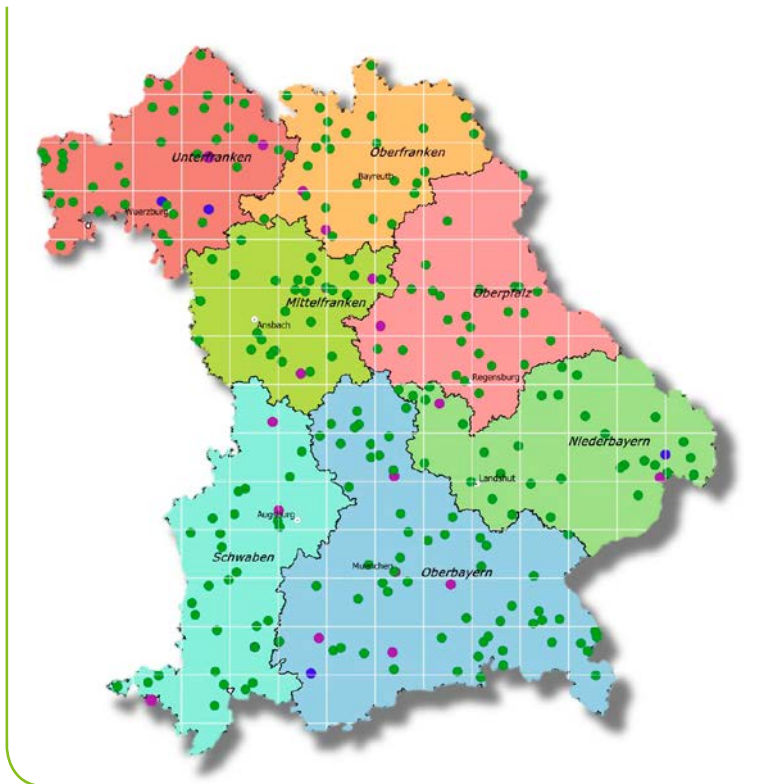 Unterfranken
Oberfranken
Bayreuth
Wuerzburg
Mittelfranken
Oberpfalz
Ansbach
Regensburg
Niederbayern
Landshut
Augsburg
Schwaben
Muenchen
Oberbayern